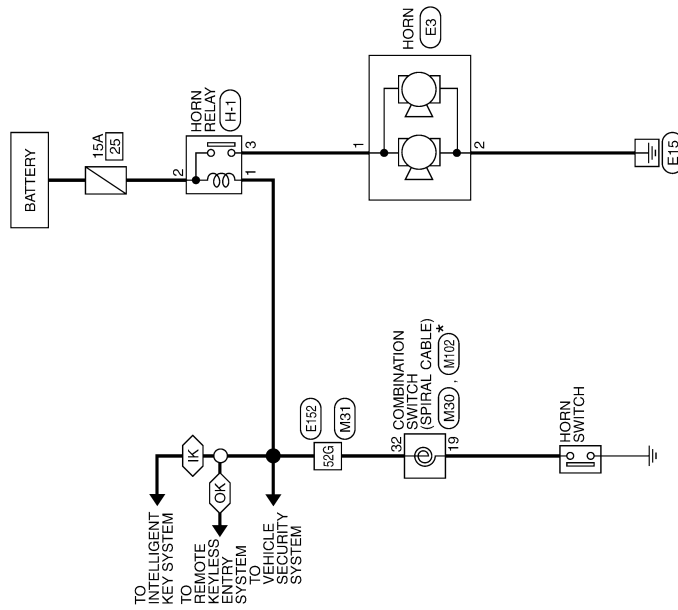 BATTERY
15A
25
2
HORN
RELAY
H-1
3
1
HORN
E3
1
2
E15
IK
OK
TO
INTELLIGENT
KEY SYSTEM
TO
REMOTE
KEYLESS
ENTRY
SYSTEM
TO
VEHICLE
SECURITY
SYSTEM
E152
52G
M31
32
COMBINATION
SWITCH
(SPIRAL CABLE)
M30 , M102 *
19
HORN
SWITCH